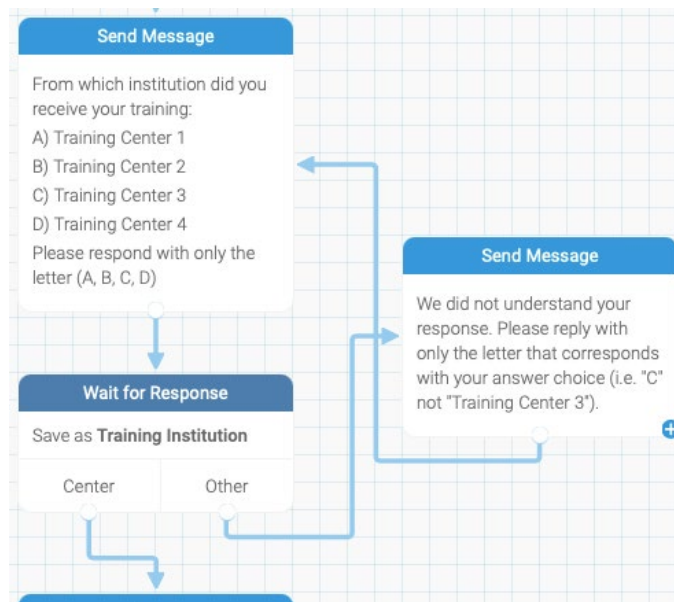 Send Message
From which institution did you
receive your training:
A) Training Center 1
B) Training Center 2
C) Training Center 3
D) Training Center 4
Please respond with only the
letter (A, B, C, D)
Send Message
We did not understand your
response. Please reply with
only the letter that corresponds
with your answer choice (i.e. "C"
not "Training Center 3").
Wait for Response
Save as Training Institution
Center
Other